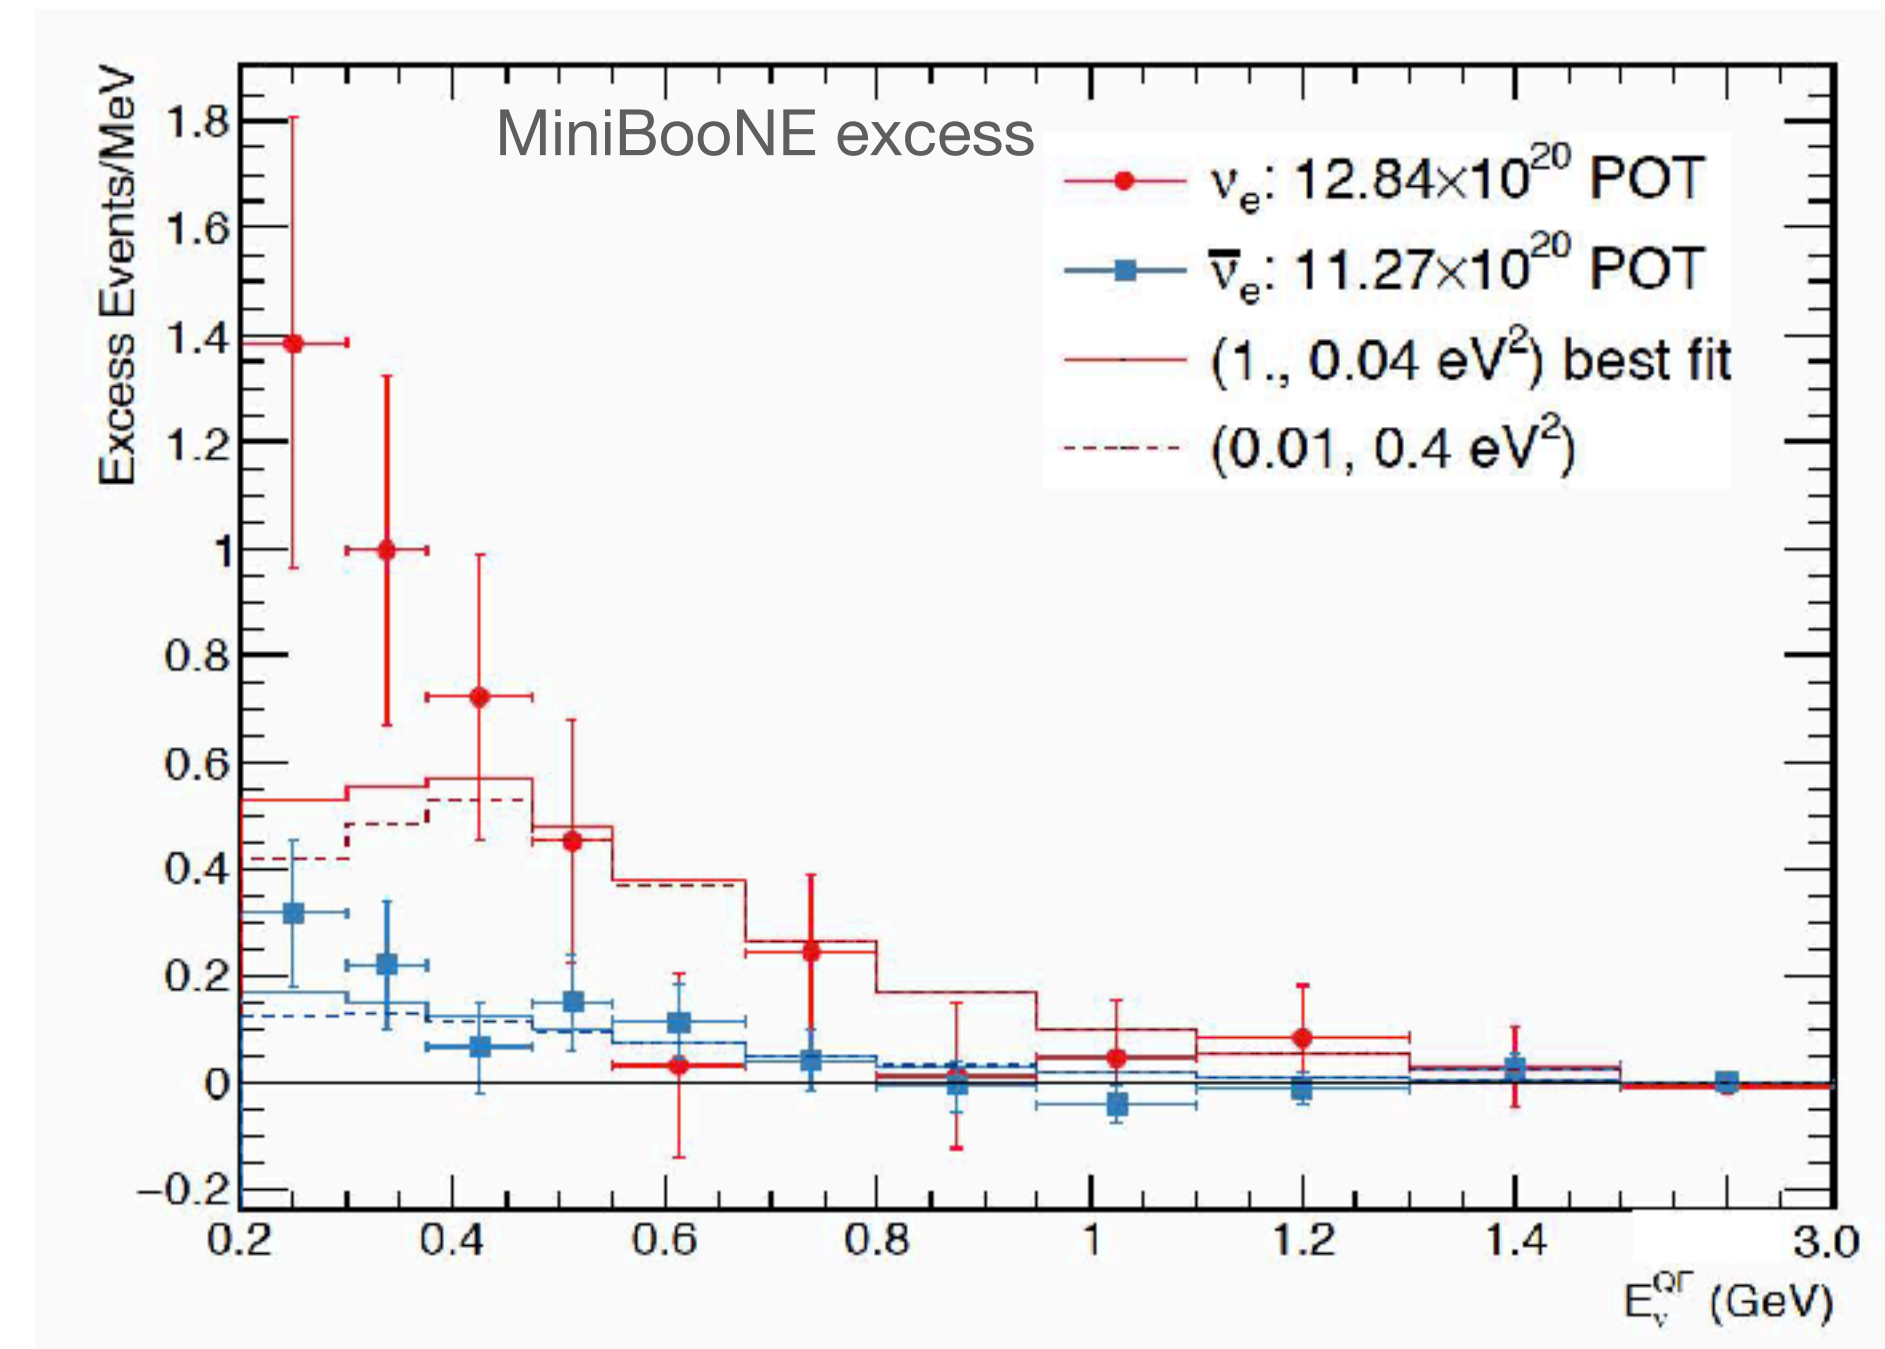 MiniBooNE excess
Excess Events/MeV
1.8
1.6
1.4
1.2
1
0.8
0.6
0.4
0.2
0
−0.2
νₑ: 12.84×10²⁰ POT
ν̅ₑ: 11.27×10²⁰ POT
(1., 0.04 eV²) best fit
(0.01, 0.4 eV²)
0.2 0.4 0.6 0.8 1 1.2 1.4 3.0
(GeV)